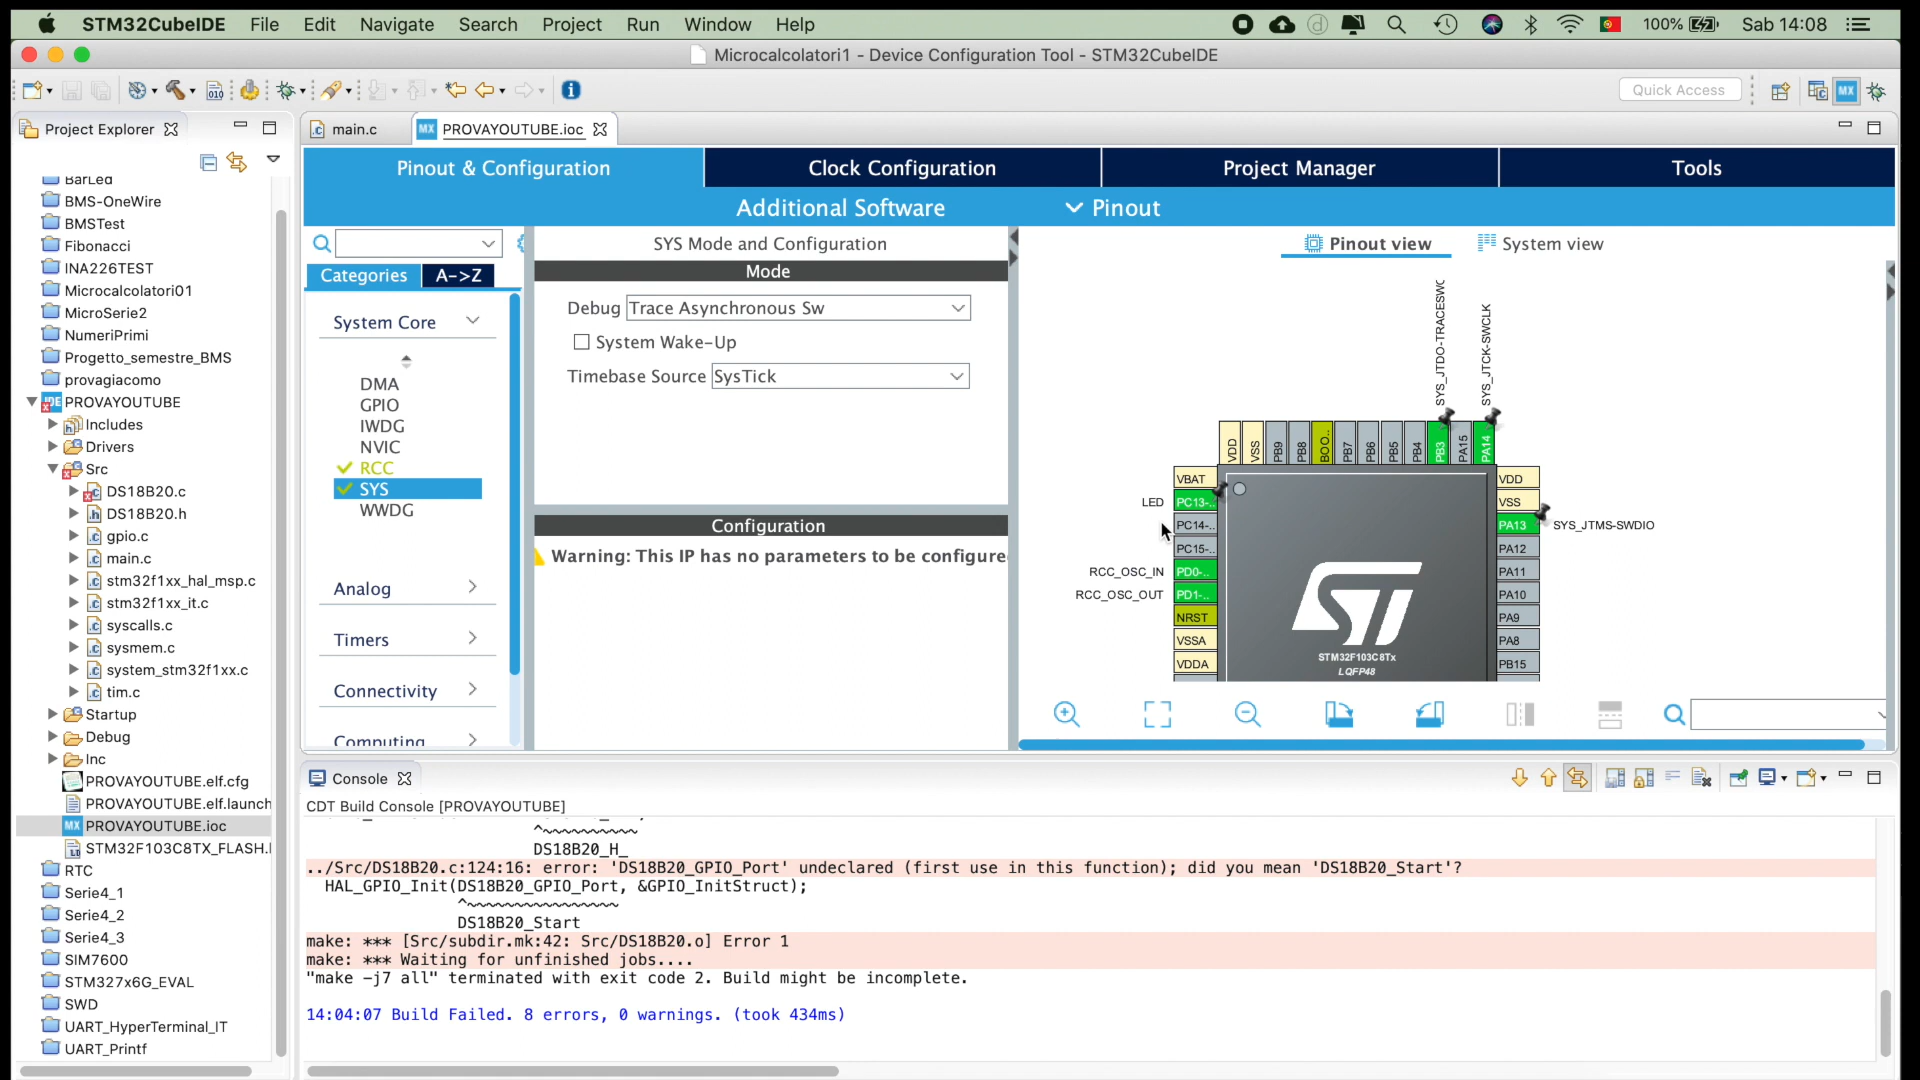 STM32CubeIDE File Edit Navigate Search Project Run Window Help 100% Sab 14:08
Microcalcolatori1 - Device Configuration Tool - STM32CubeIDE
Quick Access
Project Explorer
BarLed
BMS-OneWire
BMSTest
Fibonacci
INA226TEST
Microcalcolatori01
MicroSerie2
NumeriPrimi
Progetto_semestre_BMS
provagiacomo
PROVAYOUTUBE
Includes
Drivers
Src
DS18B20.c
DS18B20.h
gpio.c
main.c
stm32f1xx_hal_msp.c
stm32f1xx_it.c
syscalls.c
sysmem.c
system_stm32f1xx.c
tim.c
Startup
Debug
Inc
PROVAYOUTUBE.elf.cfg
PROVAYOUTUBE.elf.launch
PROVAYOUTUBE.ioc
STM32F103C8TX_FLASH.l
RTC
Serie4_1
Serie4_2
Serie4_3
SIM7600
STM327x6G_EVAL
SWD
UART_HyperTerminal_IT
UART_Printf
main.c
PROVAYOUTUBE.ioc
Pinout & Configuration
Clock Configuration
Project Manager
Tools
Additional Software
Pinout
Categories
A->Z
System Core
DMA
GPIO
IWDG
NVIC
RCC
SYS
WWDG
Analog
Timers
Connectivity
Computing
SYS Mode and Configuration
Mode
Debug Trace Asynchronous Sw
System Wake-Up
Timebase Source SysTick
Configuration
Warning: This IP has no parameters to be configure
Pinout view
System view
SYS_JTDO-TRACESWO
SYS_JTCK-SWCLK
VDD
VSS
PB9
PB8
BOO..
PB7
PB6
PB5
PB4
PB3
PA15
PA14
VBAT
LED PC13-..
PC14-..
PC15-..
RCC_OSC_IN PD0-..
RCC_OSC_OUT PD1-..
NRST
VSSA
VDDA
VDD
VSS
PA13 SYS_JTMS-SWDIO
PA12
PA11
PA10
PA9
PA8
PB15
STM32F103C8Tx
LQFP48
Console
CDT Build Console [PROVAYOUTUBE]
^~~~~~~~~~~
DS18B20_H_
../Src/DS18B20.c:124:16: error: 'DS18B20_GPIO_Port' undeclared (first use in this function); did you mean 'DS18B20_Start'?
HAL_GPIO_Init(DS18B20_GPIO_Port, &GPIO_InitStruct);
^~~~~~~~~~~~~~~~~
DS18B20_Start
make: *** [Src/subdir.mk:42: Src/DS18B20.o] Error 1
make: *** Waiting for unfinished jobs....
"make -j7 all" terminated with exit code 2. Build might be incomplete.
14:04:07 Build Failed. 8 errors, 0 warnings. (took 434ms)